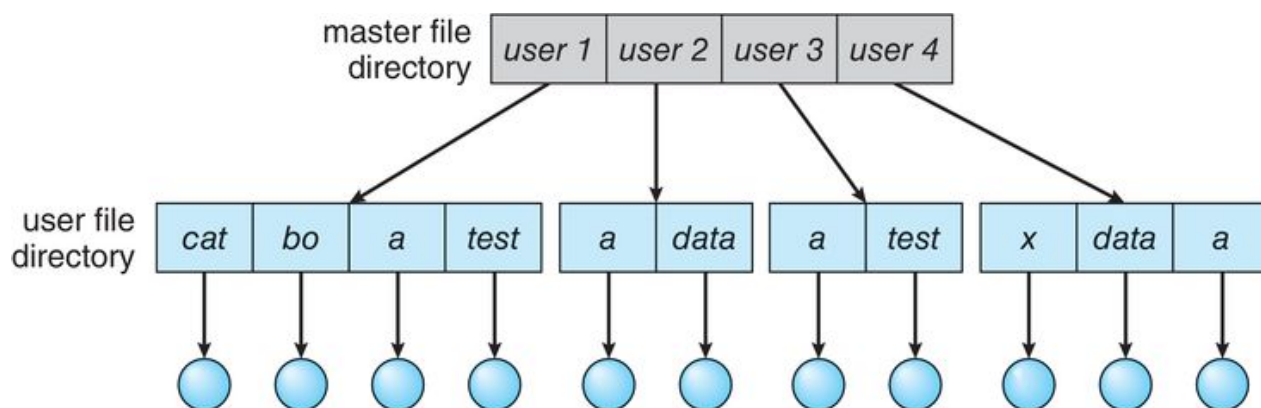 master file
directory
user 1 user 2 user 3 user 4
user file
directory
cat bo a test a data a test x data a